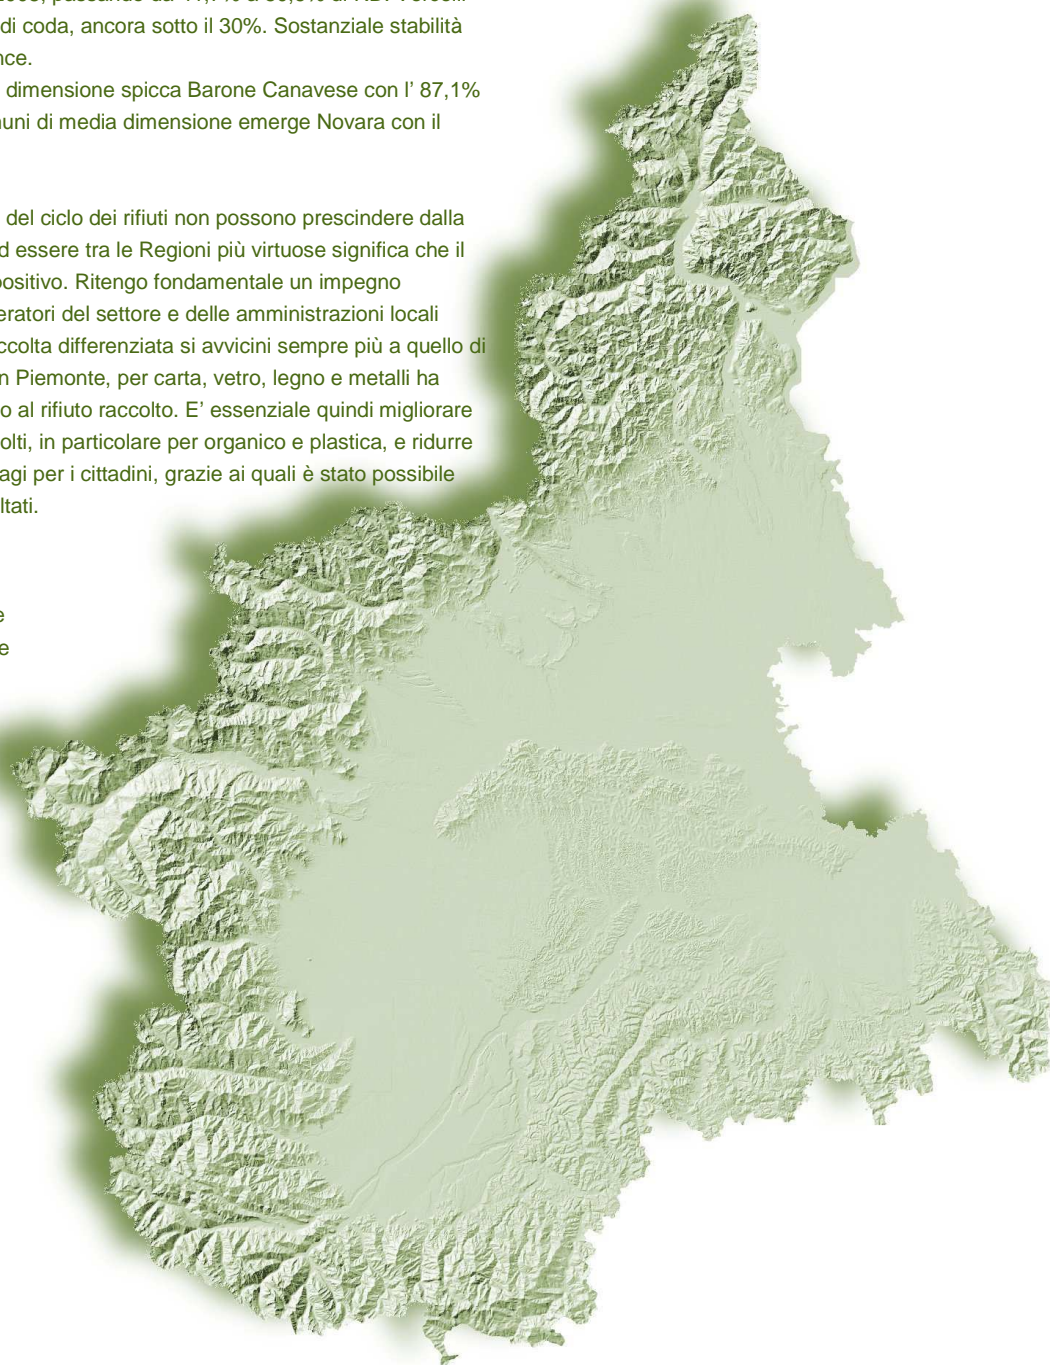 di coda, ancora sotto il 30%. Sostanziale stabilità
nce.
dimensione spicca Barone Canavese con l’ 87,1%
uni di media dimensione emerge Novara con il
del ciclo dei rifiuti non possono prescindere dalla
d essere tra le Regioni più virtuose significa che il
ositivo. Ritengo fondamentale un impegno
eratori del settore e delle amministrazioni locali
ccolta differenziata si avvicini sempre più a quello di
n Piemonte, per carta, vetro, legno e metalli ha
o al rifiuto raccolto. E’ essenziale quindi migliorare
olti, in particolare per organico e plastica, e ridurre
agi per i cittadini, grazie ai quali è stato possibile
ltati.
e
e